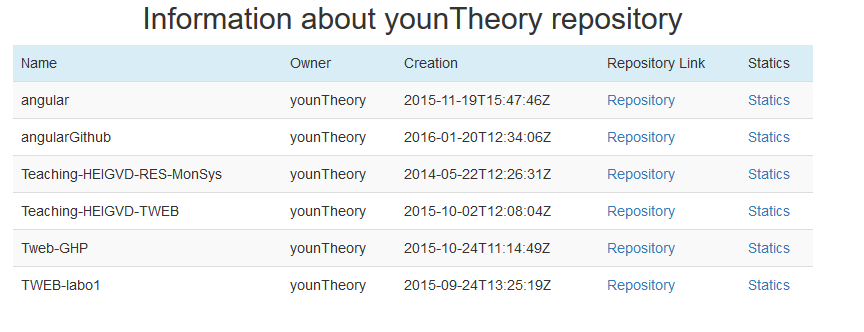 Information about younTheory repository
Name Owner Creation Repository Link Statics
angular younTheory 2015-11-19T15:47:46Z Repository Statics
angularGithub younTheory 2016-01-20T12:34:06Z Repository Statics
Teaching-HEIGVD-RES-MonSys younTheory 2014-05-22T12:26:31Z Repository Statics
Teaching-HEIGVD-TWEB younTheory 2015-10-02T12:08:04Z Repository Statics
Tweb-GHP younTheory 2015-10-24T11:14:49Z Repository Statics
TWEB-labo1 younTheory 2015-09-24T13:25:19Z Repository Statics